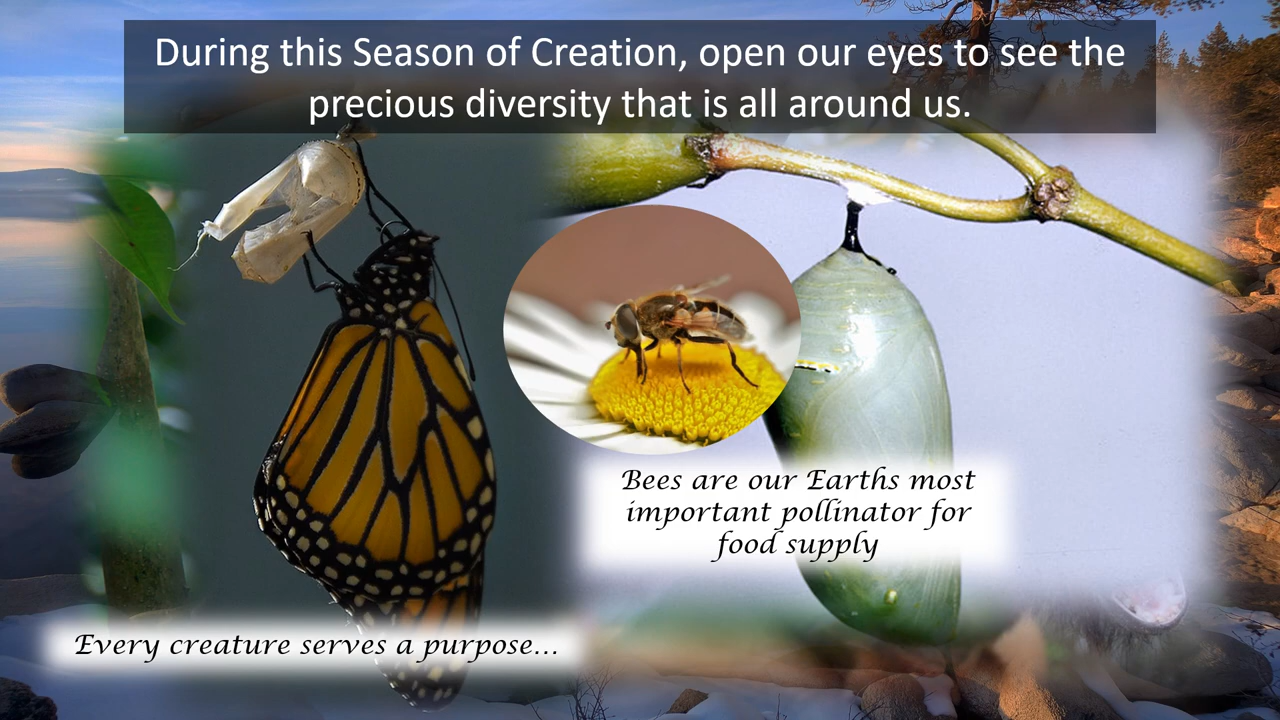 During this Season of Creation, open our eyes to see the
precious diversity that is all around us.
Bees are our Earths most
important pollinator for
food supply
Every creature serves a purpose...